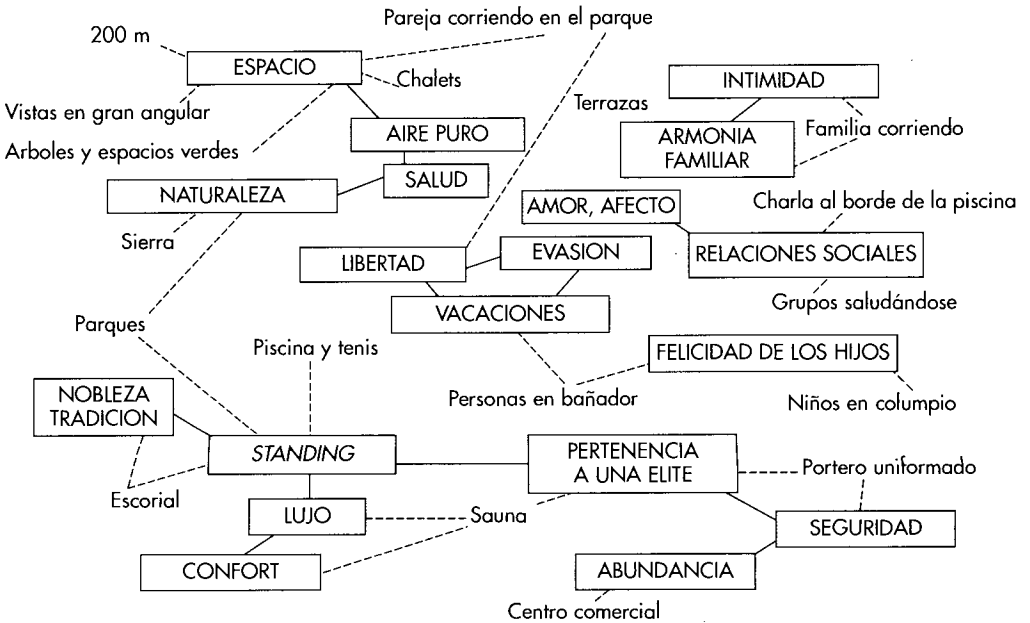 Pareja corriendo en el parque
200 m
ESPACIO
Chalets
INTIMIDAD
Vistas en gran angular
Terrazas
AIRE PURO
ARMONIA
FAMILIAR
Familia corriendo
Arboles y espacios verdes
SALUD
NATURALEZA
AMOR, AFECTO
Charla al borde de la piscina
Sierra
LIBERTAD
EVASION
RELACIONES SOCIALES
Grupos saludándose
VACACIONES
Parques
Piscina y tenis
FELICIDAD DE LOS HIJOS
NOBLEZA
TRADICION
Personas en bañador
Niños en columpio
STANDING
PERTENENCIA
A UNA ELITE
Portero uniformado
Escorial
LUJO
Sauna
SEGURIDAD
CONFORT
ABUNDANCIA
Centro comercial